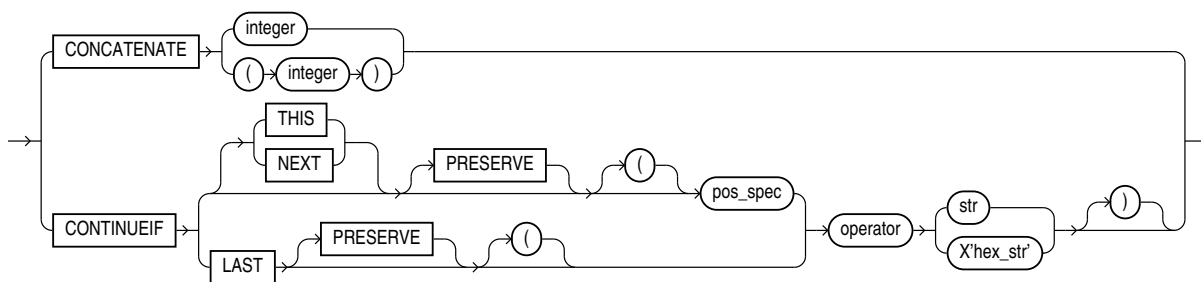 CONCATENATE integer
( integer )
THIS
NEXT
PRESERVE ( pos_spec
CONTINUEIF operator str )
X'hex_str'
LAST PRESERVE (